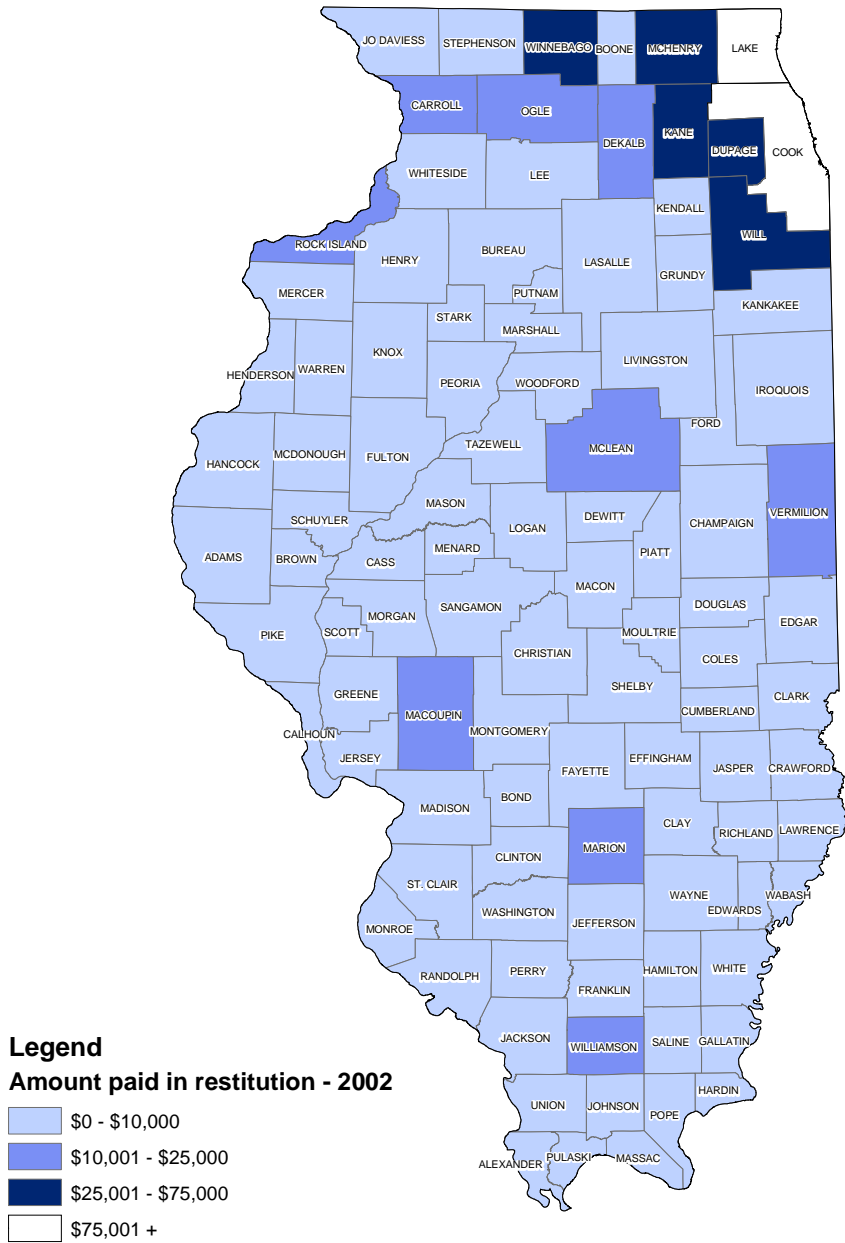 JO DAVIESS
STEPHENSON
WINNEBAGO
BOONE
MCHENRY
LAKE
CARROLL
OGLE
DEKALB
KANE
DUPAGE
COOK
WHITESIDE
LEE
KENDALL
WILL
ROCK ISLAND
HENRY
BUREAU
LASALLE
GRUNDY
MERCER
PUTNAM
KANKAKEE
STARK
MARSHALL
KNOX
LIVINGSTON
HENDERSON
WARREN
PEORIA
WOODFORD
IROQUOIS
FORD
HANCOCK
MCDONOUGH
FULTON
TAZEWELL
MCLEAN
MASON
SCHUYLER
LOGAN
DEWITT
CHAMPAIGN
VERMILION
ADAMS
BROWN
CASS
MENARD
PIATT
MACON
PIKE
SCOTT
MORGAN
SANGAMON
DOUGLAS
EDGAR
MOULTRIE
CHRISTIAN
COLES
GREENE
MACOUPIN
SHELBY
CLARK
CUMBERLAND
CALHOUN
MONTGOMERY
JERSEY
FAYETTE
EFFINGHAM
JASPER
CRAWFORD
MADISON
BOND
CLAY
RICHLAND
LAWRENCE
MARION
CLINTON
ST. CLAIR
WAYNE
WABASH
EDWARDS
WASHINGTON
JEFFERSON
MONROE
RANDOLPH
PERRY
HAMILTON
WHITE
FRANKLIN
JACKSON
WILLIAMSON
SALINE
GALLATIN
HARDIN
UNION
JOHNSON
POPE
ALEXANDER
PULASKI
MASSAC
Legend
Amount paid in restitution - 2002
$0 - $10,000
$10,001 - $25,000
$25,001 - $75,000
$75,001 +